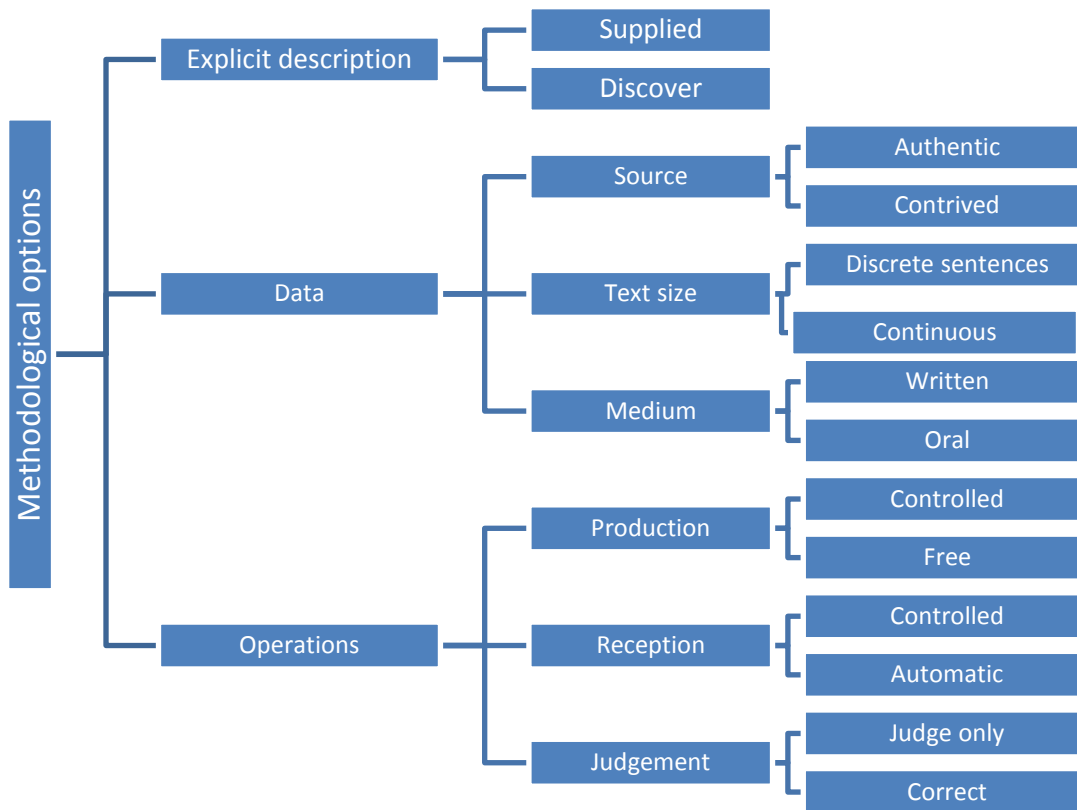 Methodological options
Explicit description
Supplied
Discover
Data
Source
Authentic
Contrived
Text size
Discrete sentences
Continuous
Medium
Written
Oral
Operations
Production
Controlled
Free
Reception
Controlled
Automatic
Judgement
Judge only
Correct